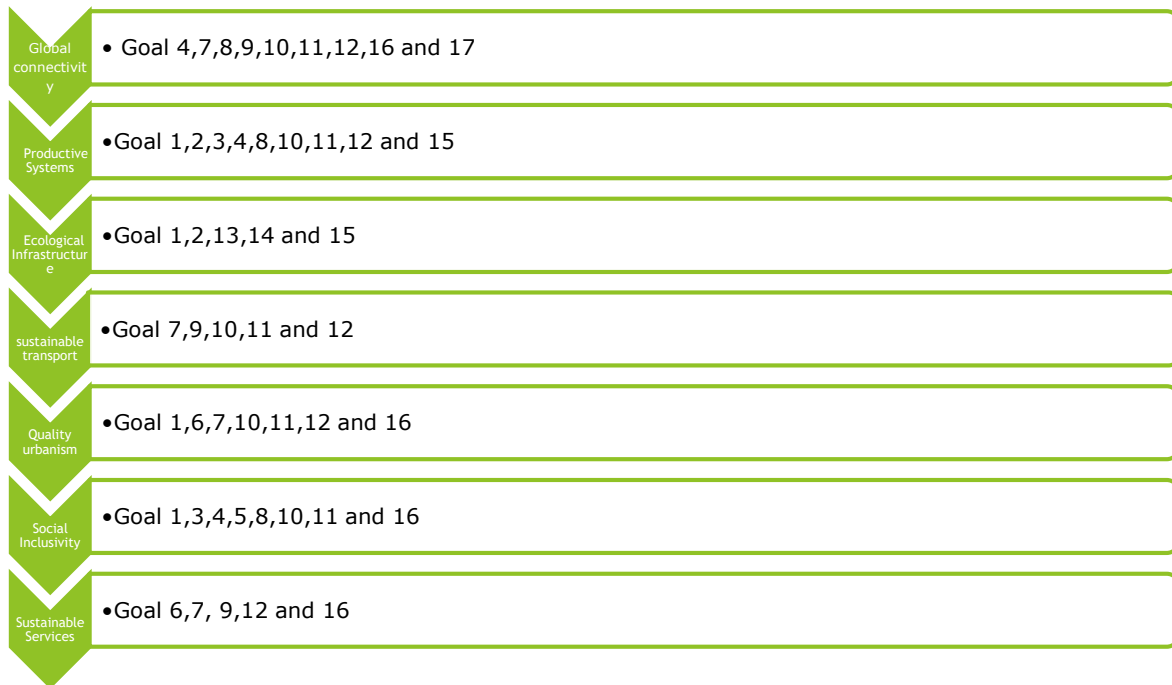 Global
connectivit
y
• Goal 4,7,8,9,10,11,12,16 and 17
Productive
Systems
•Goal 1,2,3,4,8,10,11,12 and 15
Ecological
Infrastructur
e
•Goal 1,2,13,14 and 15
sustainable
transport
•Goal 7,9,10,11 and 12
Quality
urbanism
•Goal 1,6,7,10,11,12 and 16
Social
Inclusivity
•Goal 1,3,4,5,8,10,11 and 16
Sustainable
Services
•Goal 6,7, 9,12 and 16